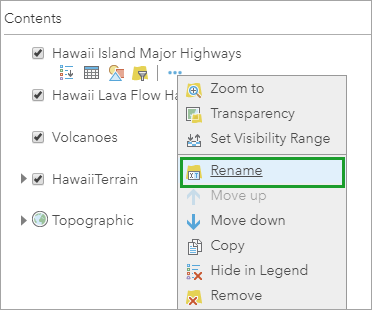 Contents
Hawaii Island Major Highways
Hawaii Lava Flow Ha
Volcanoes
HawaiiTerrain
Topographic
Zoom to
Transparency
Set Visibility Range
Rename
Move up
Move down
Copy
Hide in Legend
Remove